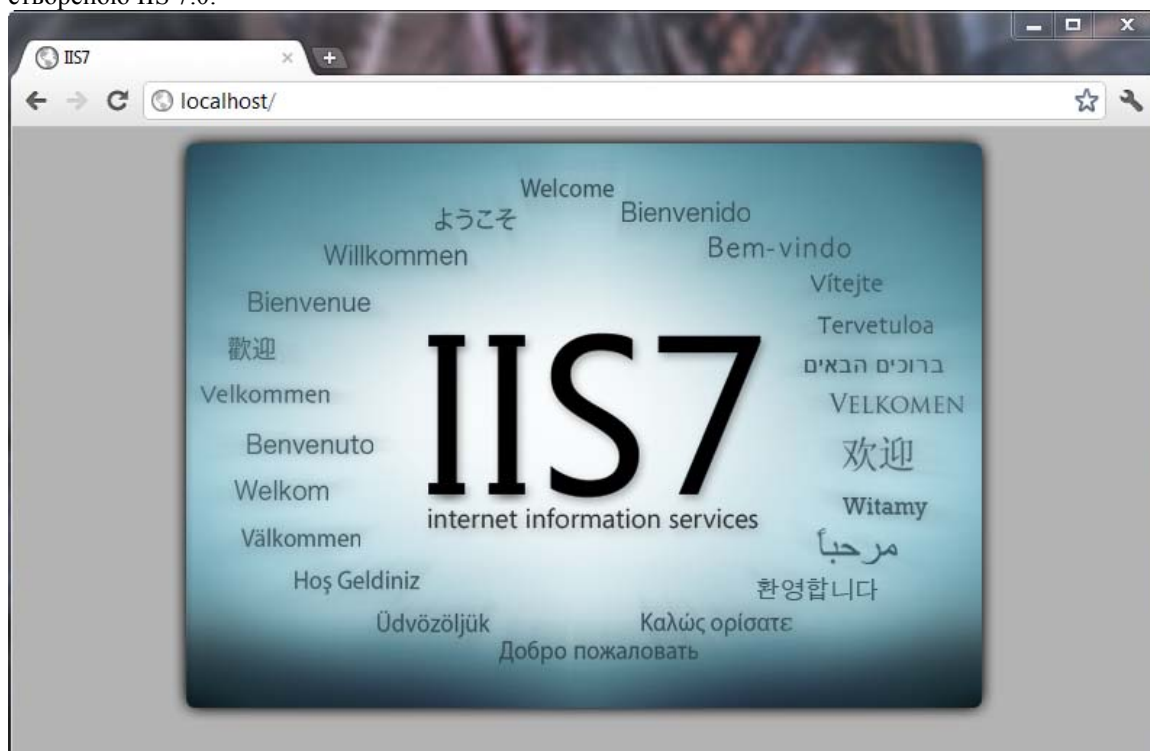 створеною IIS 7.0.
IIS7
localhost/
Welcome
ようこそ
Bienvenido
Willkommen
Bem-vindo
Bienvenue
Vítejte
歡迎
Tervetuloa
ברוכים הבאים
Velkommen
VELKOMEN
Benvenuto
欢迎
Welkom
Witamy
IIS7
internet information services
Välkommen
مرحباً
Hoş Geldiniz
환영합니다
Üdvözöljük
Καλώς ορίσατε
Добро пожаловать